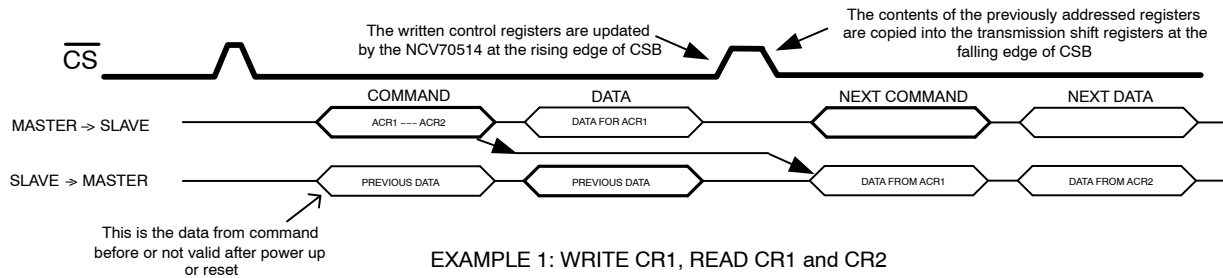 The written control registers are updated
by the NCV70514 at the rising edge of CSB
The contents of the previously addressed registers
are copied into the transmission shift registers at the
falling edge of CSB
CS
COMMAND
DATA
NEXT COMMAND
NEXT DATA
MASTER -> SLAVE
ACR1 --- ACR2
DATA FOR ACR1
SLAVE -> MASTER
PREVIOUS DATA
PREVIOUS DATA
DATA FROM ACR1
DATA FROM ACR2
This is the data from command
before or not valid after power up
or reset
EXAMPLE 1: WRITE CR1, READ CR1 and CR2